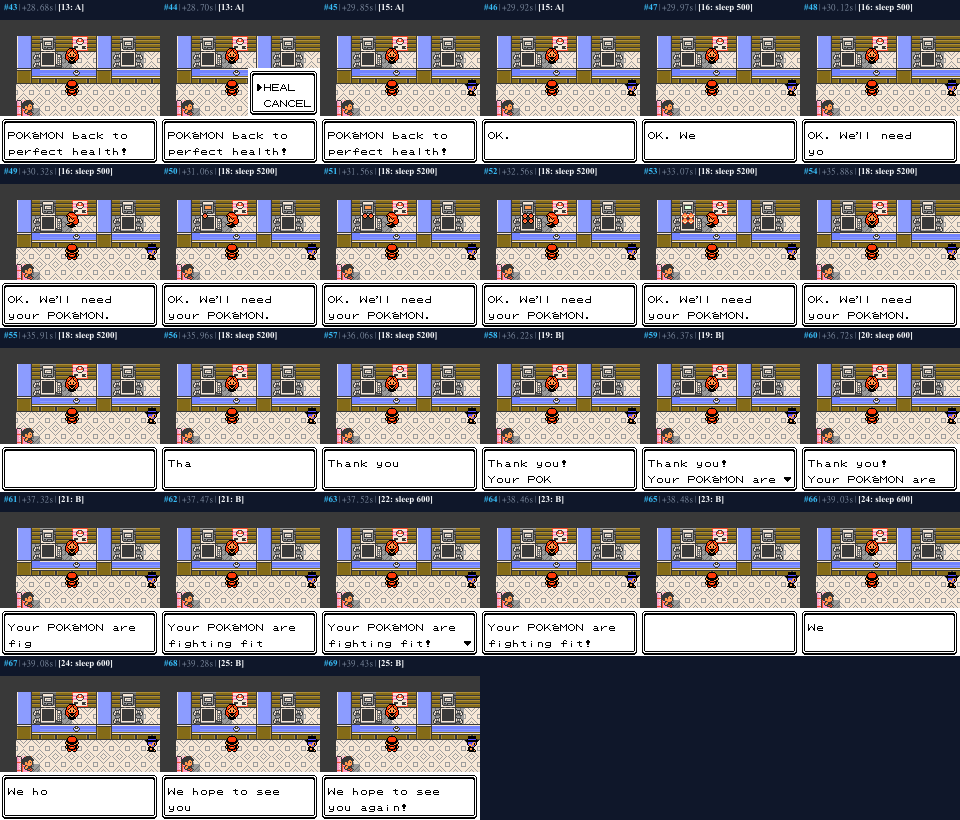 #43|+28.68s|[13: A]
POKéMON back to
perfect health!
#44|+28.70s|[13: A]
▶HEAL
CANCEL
POKéMON back to
perfect health!
#45|+29.85s|[15: A]
POKéMON back to
perfect health!
#46|+29.92s|[15: A]
OK.
#47|+29.97s|[16: sleep 500]
OK. We
#48|+30.12s|[16: sleep 500]
OK. We'll need
yo
#49|+30.32s|[16: sleep 500]
OK. We'll need
your POKéMON.
#50|+31.06s|[18: sleep 5200]
OK. We'll need
your POKéMON.
#51|+31.56s|[18: sleep 5200]
OK. We'll need
your POKéMON.
#52|+32.56s|[18: sleep 5200]
OK. We'll need
your POKéMON.
#53|+33.07s|[18: sleep 5200]
OK. We'll need
your POKéMON.
#54|+35.88s|[18: sleep 5200]
OK. We'll need
your POKéMON.
#55|+35.91s|[18: sleep 5200]
#56|+35.96s|[18: sleep 5200]
Tha
#57|+36.06s|[18: sleep 5200]
Thank you
#58|+36.22s|[19: B]
Thank you!
Your POK
#59|+36.37s|[19: B]
Thank you!
Your POKéMON are ▼
#60|+36.72s|[20: sleep 600]
Thank you!
Your POKéMON are
#61|+37.32s|[21: B]
Your POKéMON are
fig
#62|+37.47s|[21: B]
Your POKéMON are
fighting fit
#63|+37.52s|[22: sleep 600]
Your POKéMON are
fighting fit! ▼
#64|+38.46s|[23: B]
Your POKéMON are
fighting fit!
#65|+38.48s|[23: B]
#66|+39.03s|[24: sleep 600]
We
#67|+39.08s|[24: sleep 600]
We ho
#68|+39.28s|[25: B]
We hope to see
you
#69|+39.43s|[25: B]
We hope to see
you again!